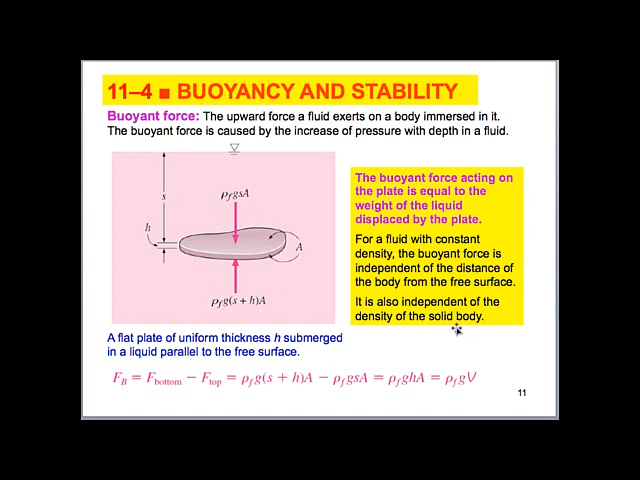 11–4 ■ BUOYANCY AND STABILITY
Buoyant force: The upward force a fluid exerts on a body immersed in it.
The buoyant force is caused by the increase of pressure with depth in a fluid.
s
ρfgsA
h
A
ρfg(s + h)A
The buoyant force acting on
the plate is equal to the
weight of the liquid
displaced by the plate.
For a fluid with constant
density, the buoyant force is
independent of the distance of
the body from the free surface.
It is also independent of the
density of the solid body.
A flat plate of uniform thickness h submerged
in a liquid parallel to the free surface.
FB = Fbottom − Ftop = ρfg(s + h)A − ρfgsA = ρfghA = ρfgV
11